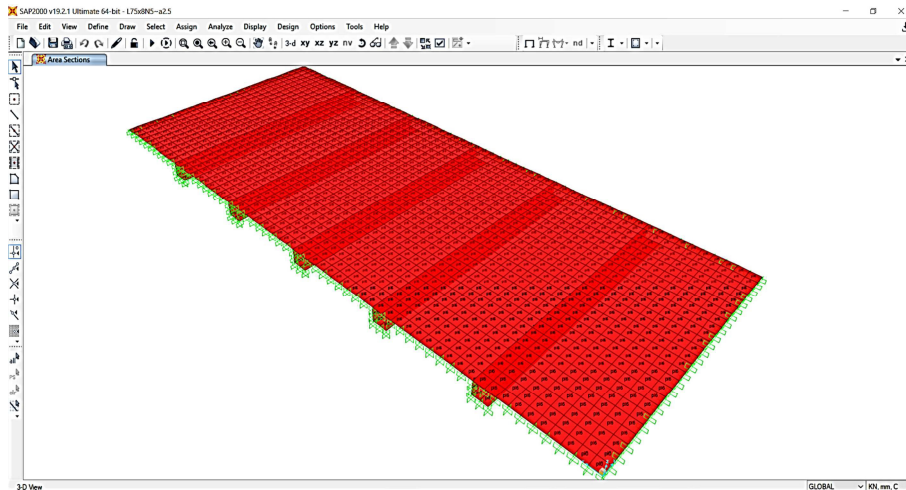 SAP2000 v19.2.1 Ultimate 64-bit - L75x8N5--a2.5
File Edit View Define Draw Select Assign Analyze Display Design Options Tools Help
3-d xy xz yz nv
nd
Area Sections
3-D View
GLOBAL
KN, mm, C